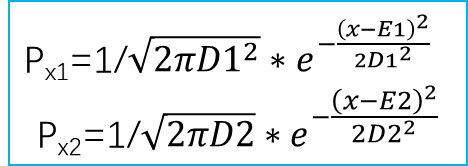 Pₓ₁=1/√(2πD1²) * e^(-(x-E1)²/(2D1²))
Pₓ₂=1/√(2πD2) * e^(-(x-E2)²/(2D2²))